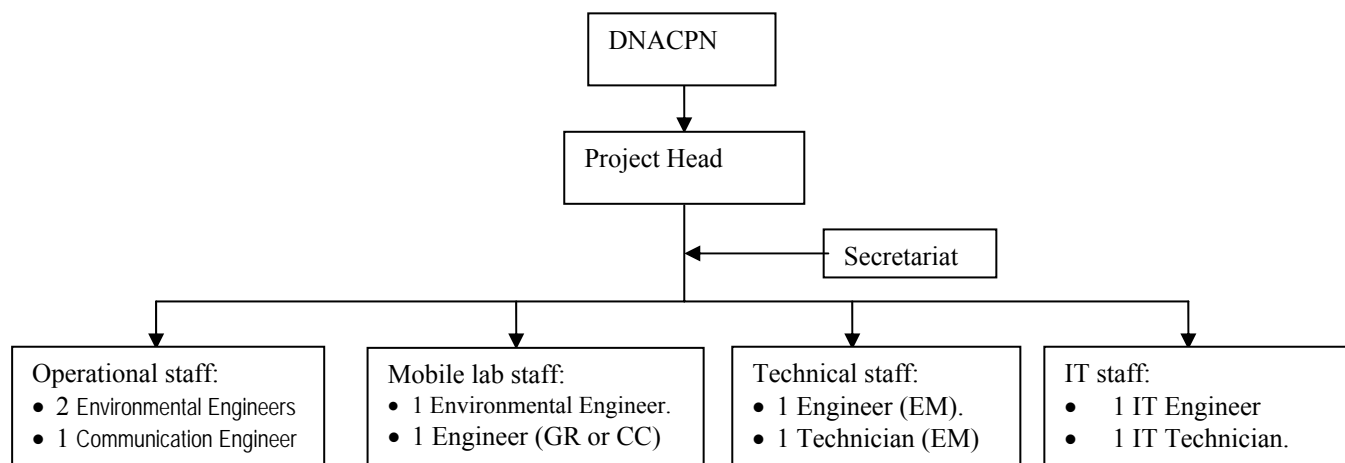 DNACPN
Project Head
Secretariat
Operational staff:
• 2 Environmental Engineers
• 1 Communication Engineer
Mobile lab staff:
• 1 Environmental Engineer.
• 1 Engineer (GR or CC)
Technical staff:
• 1 Engineer (EM).
• 1 Technician (EM)
IT staff:
• 1 IT Engineer
• 1 IT Technician.